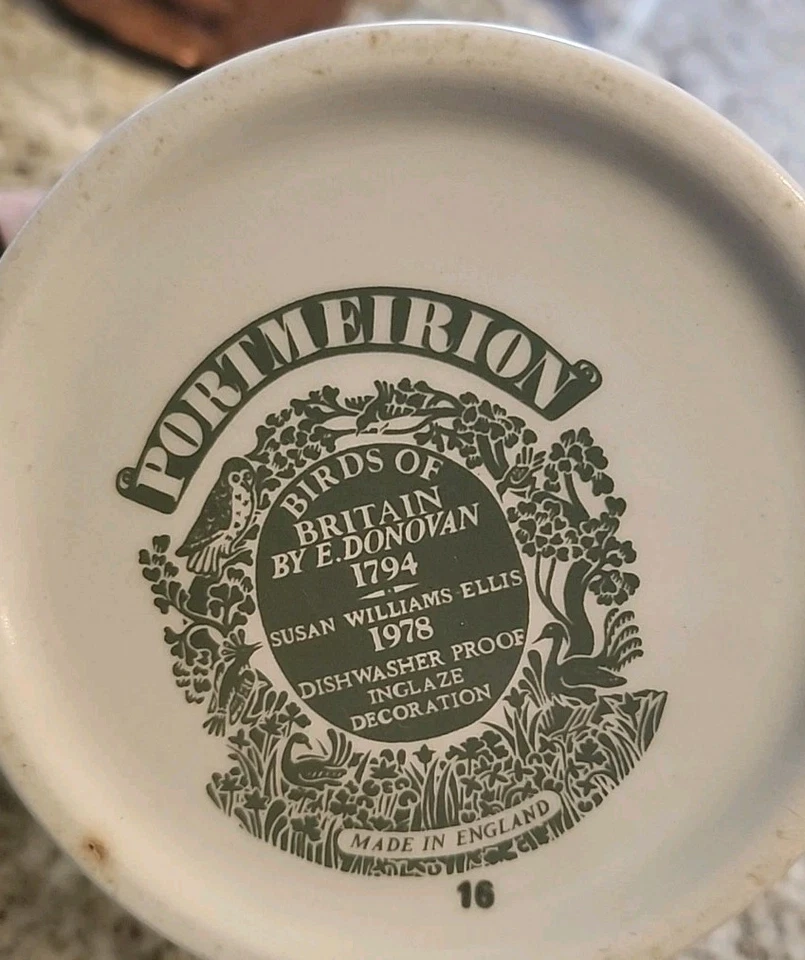 PORTMEIRION
BIRDS OF
BRITAIN
BY E. DONOVAN
1794
SUSAN WILLIAMS-ELLIS
1978
DISHWASHER PROOF
INGLAZE
DECORATION
MADE IN ENGLAND
16